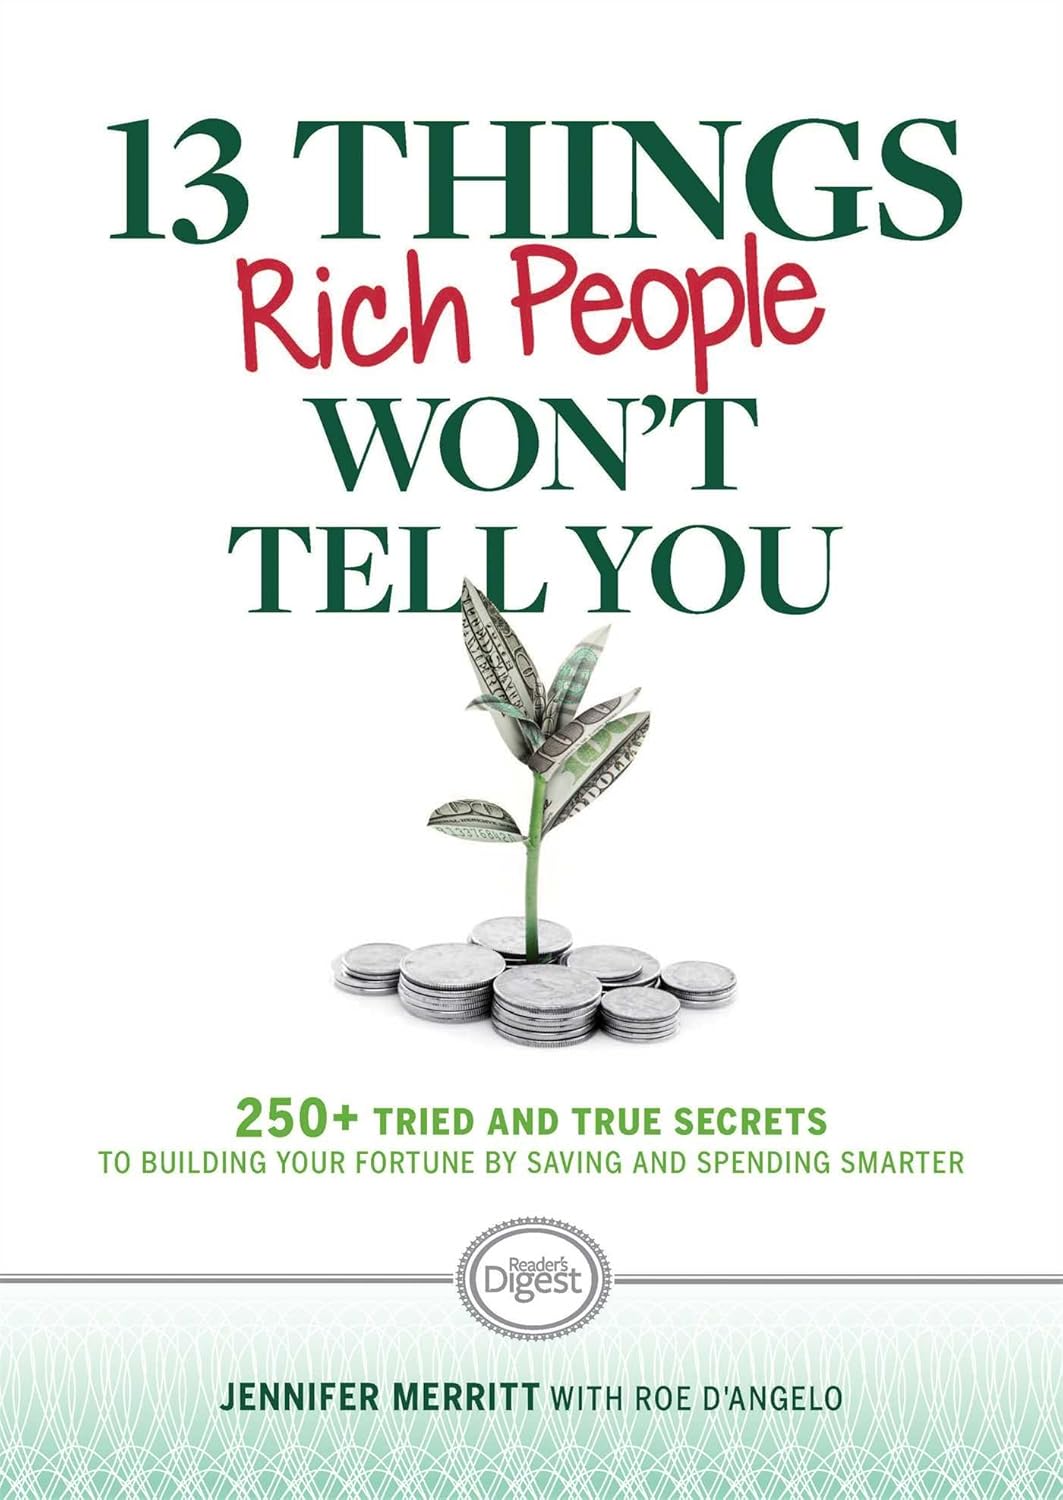 13 THINGS
Rich People
WON'T
TELL YOU
250+ TRIED AND TRUE SECRETS
TO BUILDING YOUR FORTUNE BY SAVING AND SPENDING SMARTER
Reader's
Digest
JENNIFER MERRITT WITH ROE D'ANGELO